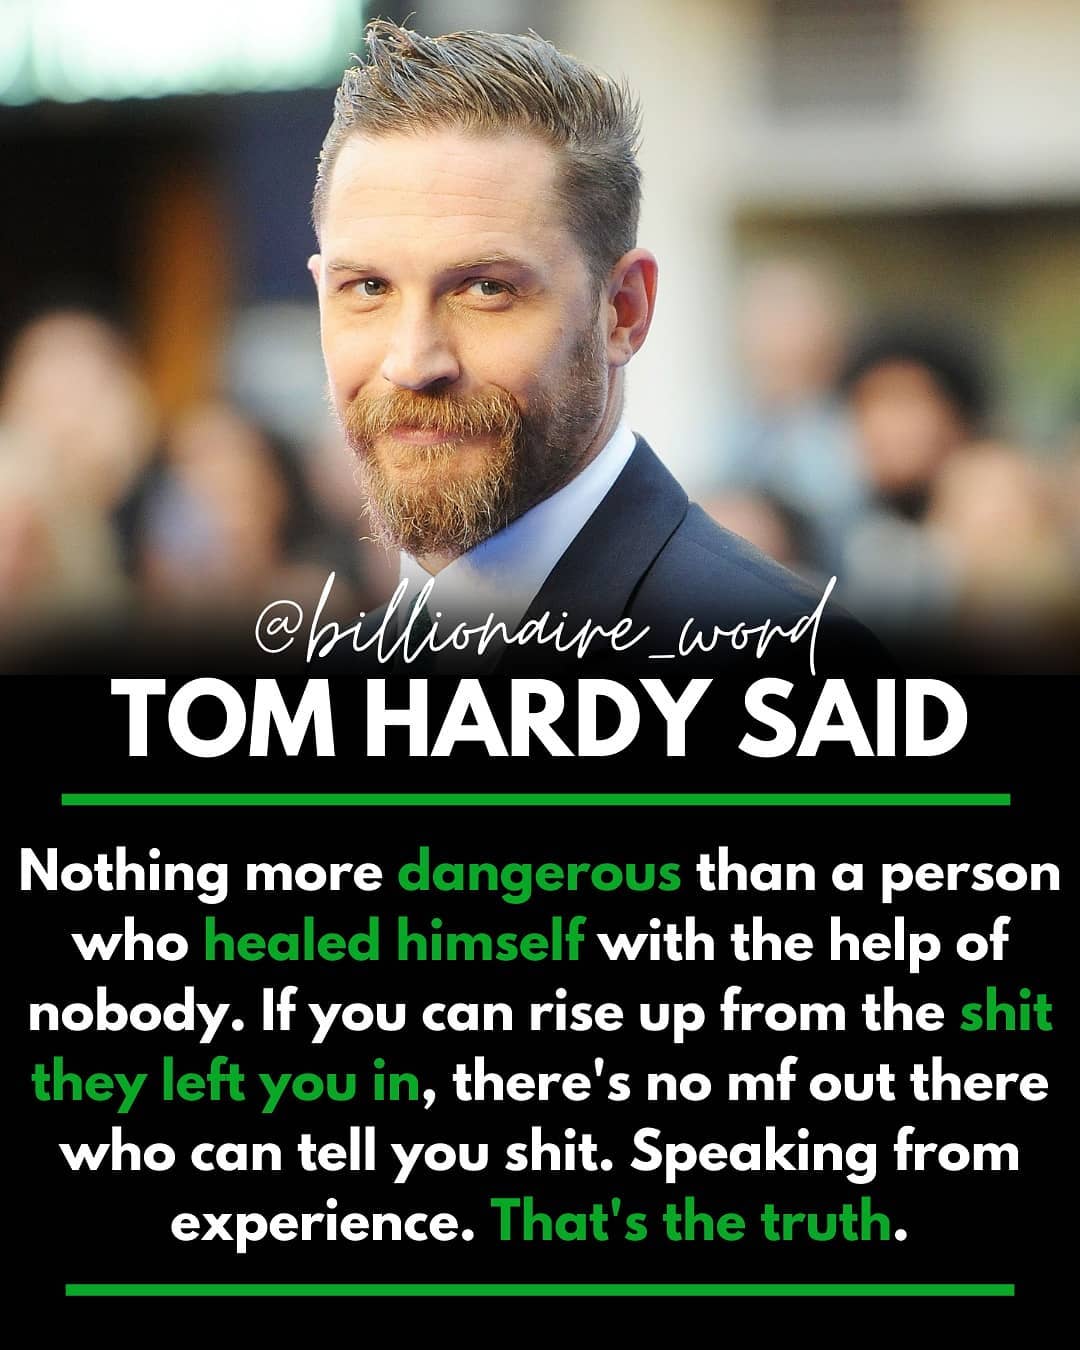 @billionaire_word
TOM HARDY SAID
Nothing more dangerous than a person
who healed himself with the help of
nobody. If you can rise up from the shit
they left you in, there's no mf out there
who can tell you shit. Speaking from
experience. That's the truth.